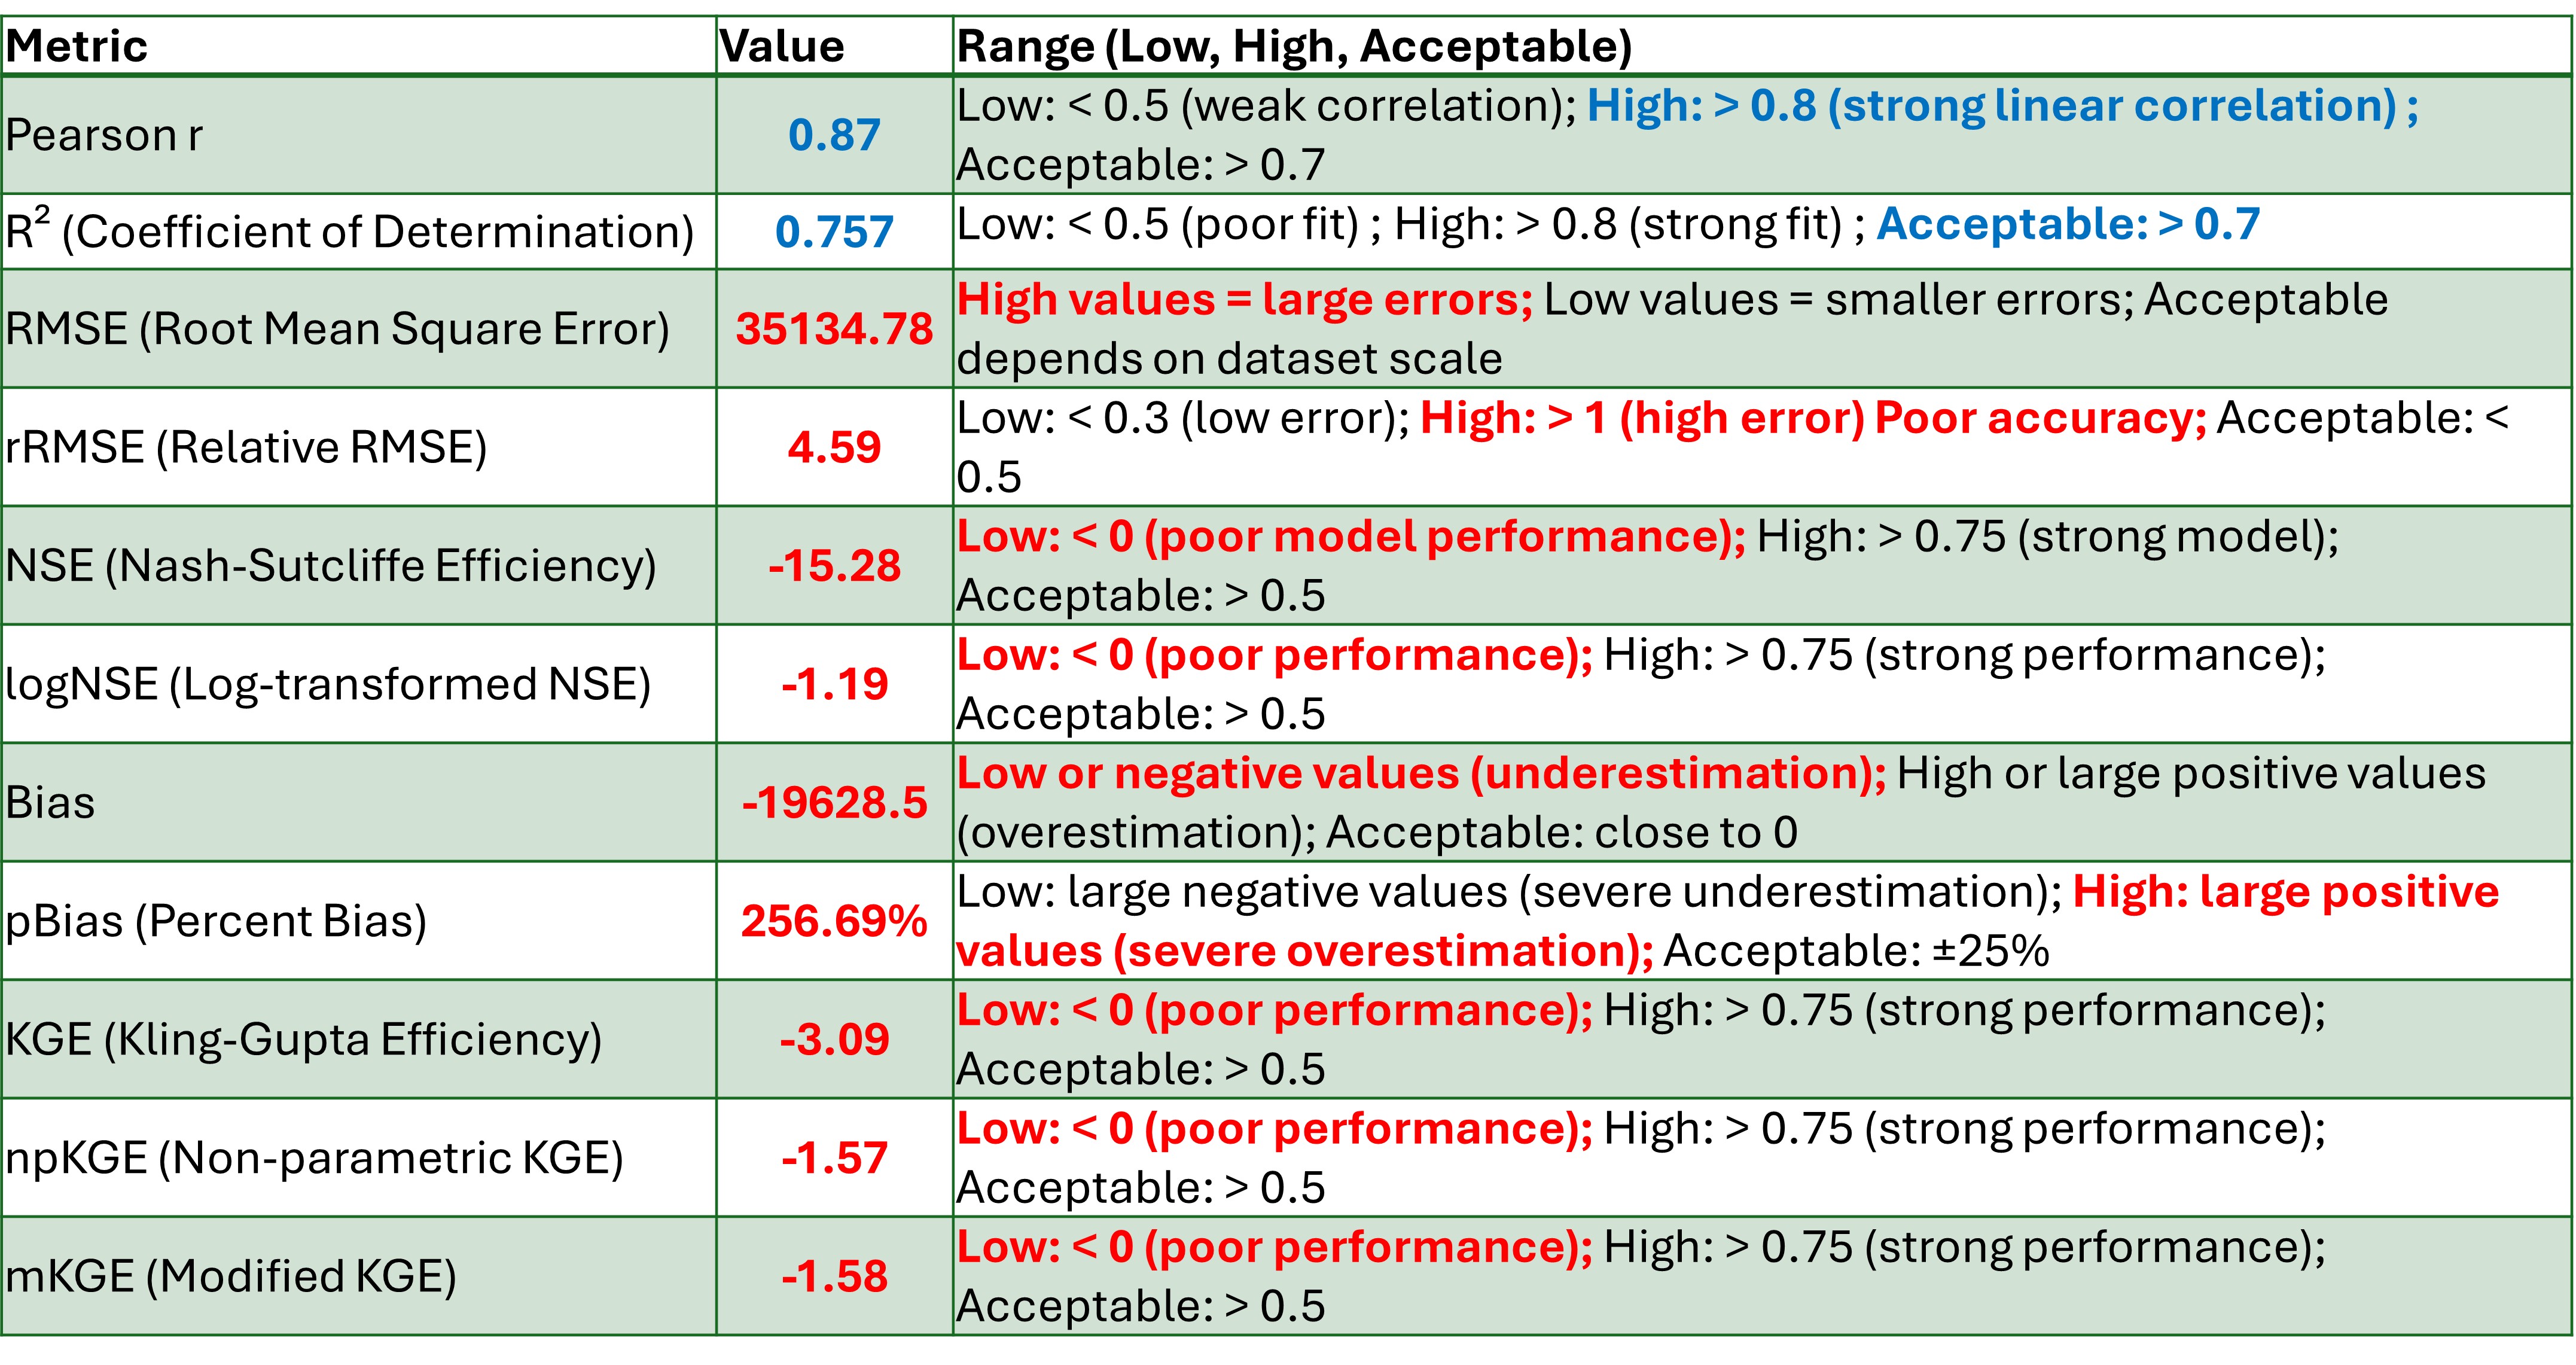 Metric Value Range (Low, High, Acceptable)
Pearson r 0.87 Low: < 0.5 (weak correlation); High: > 0.8 (strong linear correlation) ;
Acceptable: > 0.7
R² (Coefficient of Determination) 0.757 Low: < 0.5 (poor fit) ; High: > 0.8 (strong fit) ; Acceptable: > 0.7
RMSE (Root Mean Square Error) 35134.78 High values = large errors; Low values = smaller errors; Acceptable
depends on dataset scale
rRMSE (Relative RMSE) 4.59 Low: < 0.3 (low error); High: > 1 (high error) Poor accuracy; Acceptable: <
0.5
NSE (Nash-Sutcliffe Efficiency) -15.28 Low: < 0 (poor model performance); High: > 0.75 (strong model);
Acceptable: > 0.5
logNSE (Log-transformed NSE) -1.19 Low: < 0 (poor performance); High: > 0.75 (strong performance);
Acceptable: > 0.5
Bias -19628.5 Low or negative values (underestimation); High or large positive values
(overestimation); Acceptable: close to 0
pBias (Percent Bias) 256.69% Low: large negative values (severe underestimation); High: large positive
values (severe overestimation); Acceptable: ±25%
KGE (Kling-Gupta Efficiency) -3.09 Low: < 0 (poor performance); High: > 0.75 (strong performance);
Acceptable: > 0.5
npKGE (Non-parametric KGE) -1.57 Low: < 0 (poor performance); High: > 0.75 (strong performance);
Acceptable: > 0.5
mKGE (Modified KGE) -1.58 Low: < 0 (poor performance); High: > 0.75 (strong performance);
Acceptable: > 0.5